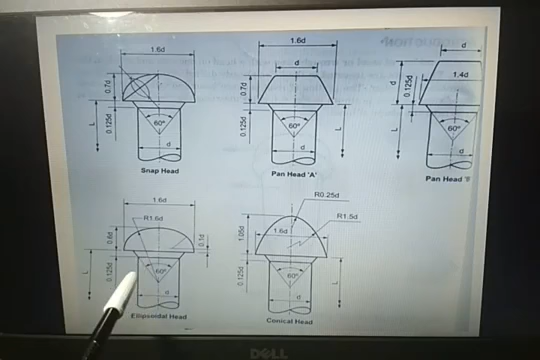 1.6d
0.7d
0.125d
L
60°
d
Snap Head
1.6d
d
0.7d
0.125d
L
60°
d
Pan Head 'A'
d
d
1.4d
0.125d
L
60°
d
Pan Head
1.6d
R1.6d
0.6d
0.1d
L
0.125d
60°
d
Ellipsoidal Head
R0.25d
R1.5d
1.6d
1.05d
0.125d
L
60°
d
Conical Head
DELL